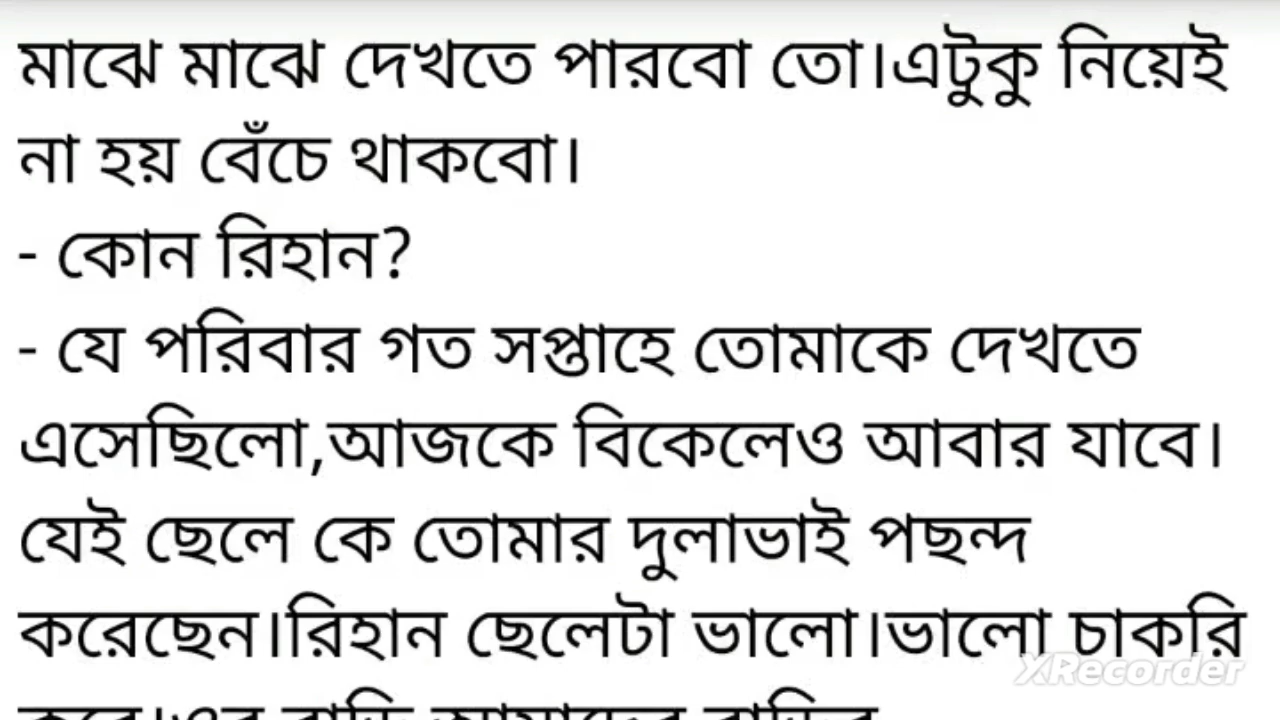 মাঝে মাঝে দেখতে পারবো তো।এটুকু নিয়েই
না হয় বেঁচে থাকবো।
- কোন রিহান?
- যে পরিবার গত সপ্তাহে তোমাকে দেখতে
এসেছিলো,আজকে বিকেলেও আবার যাবে।
যেই ছেলে কে তোমার দুলাভাই পছন্দ
করেছেন।রিহান ছেলেটা ভালো।ভালো চাকরি
XRecorder